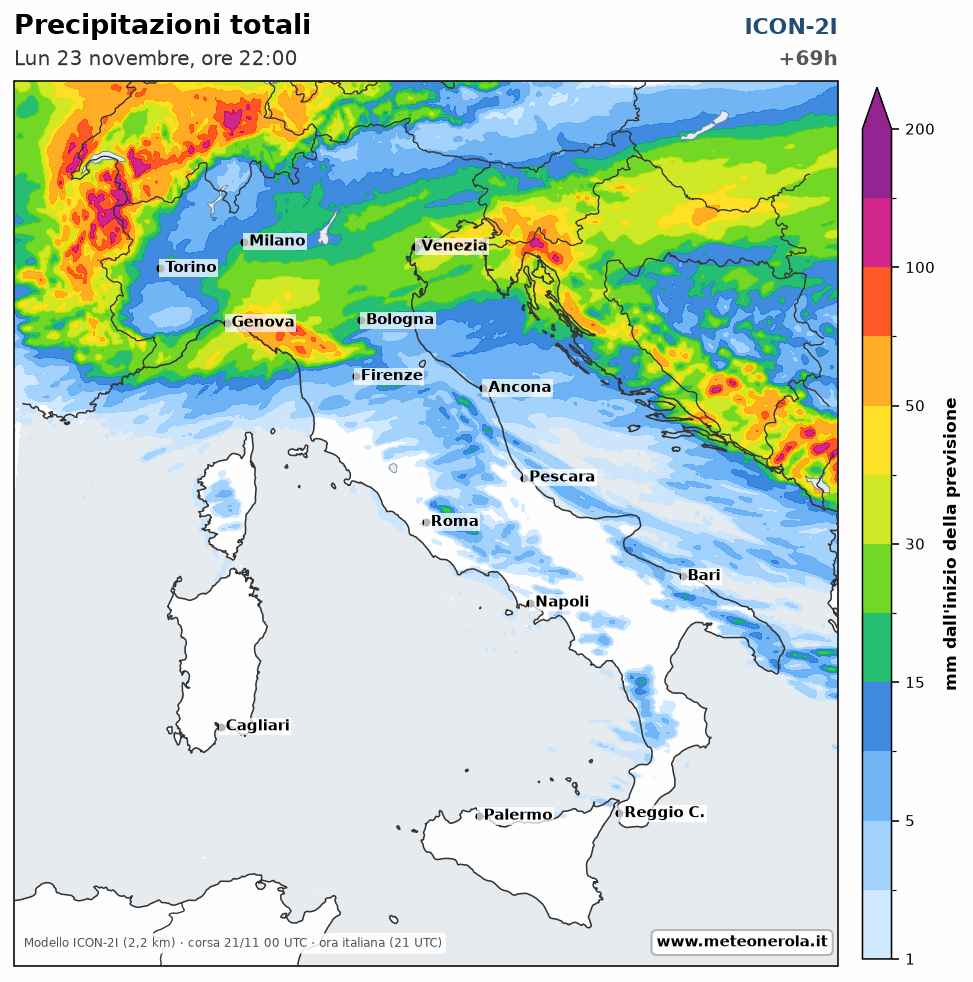 Precipitazioni totali
ICON-2I
Lun 23 novembre, ore 22:00
+69h
Milano
Venezia
Torino
Genova
Bologna
Firenze
Ancona
Pescara
Roma
Bari
Napoli
Cagliari
Palermo
Reggio C.
200
100
50
30
15
5
1
mm dall'inizio della previsione
Modello ICON-2I (2,2 km) · corsa 21/11 00 UTC · ora italiana (21 UTC)
www.meteonerola.it